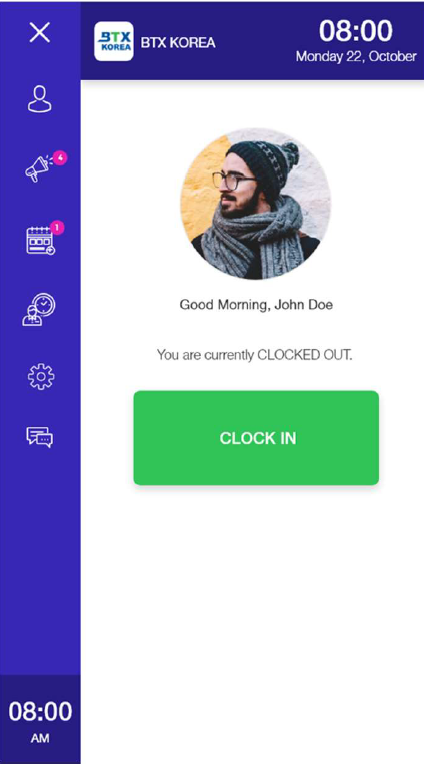 BTX
KOREA
BTX KOREA
08:00
Monday 22, October
4
1
Good Morning, John Doe
You are currently CLOCKED OUT.
CLOCK IN
08:00
AM